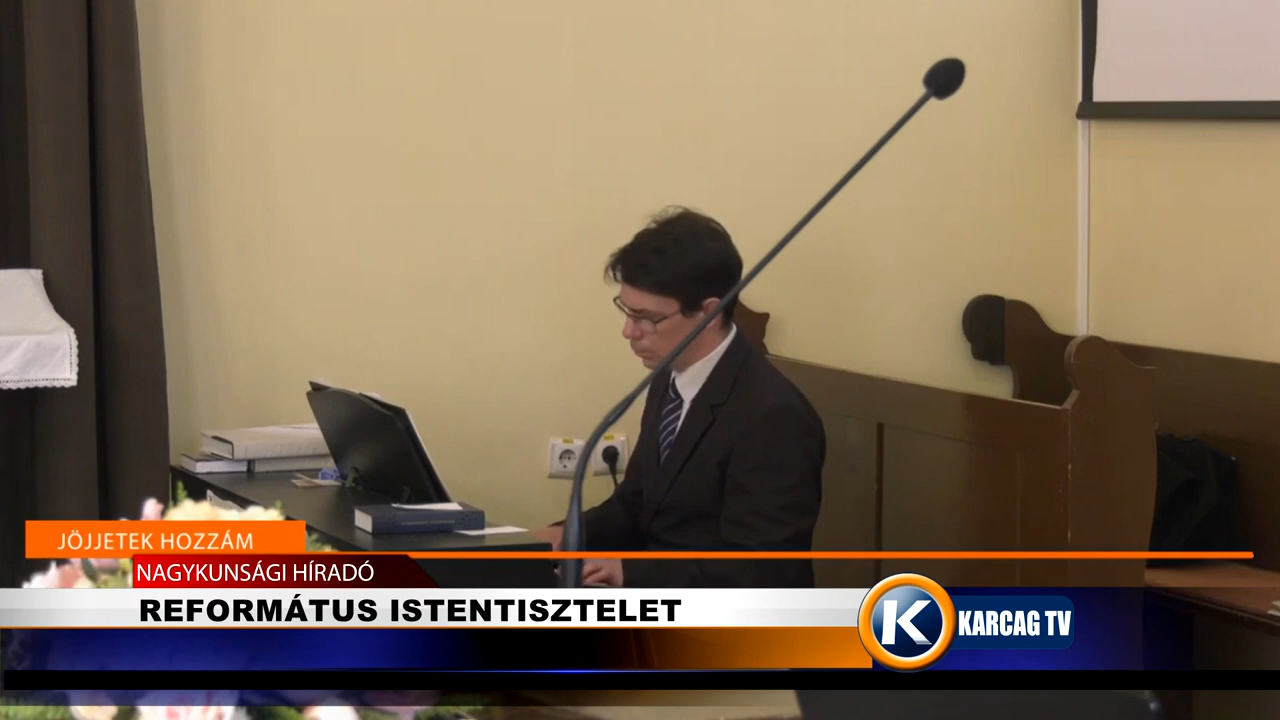 JÖJJETEK HOZZÁM
NAGYKUNSÁGI HÍRADÓ
REFORMÁTUS ISTENTISZTELET
K KARCAG TV